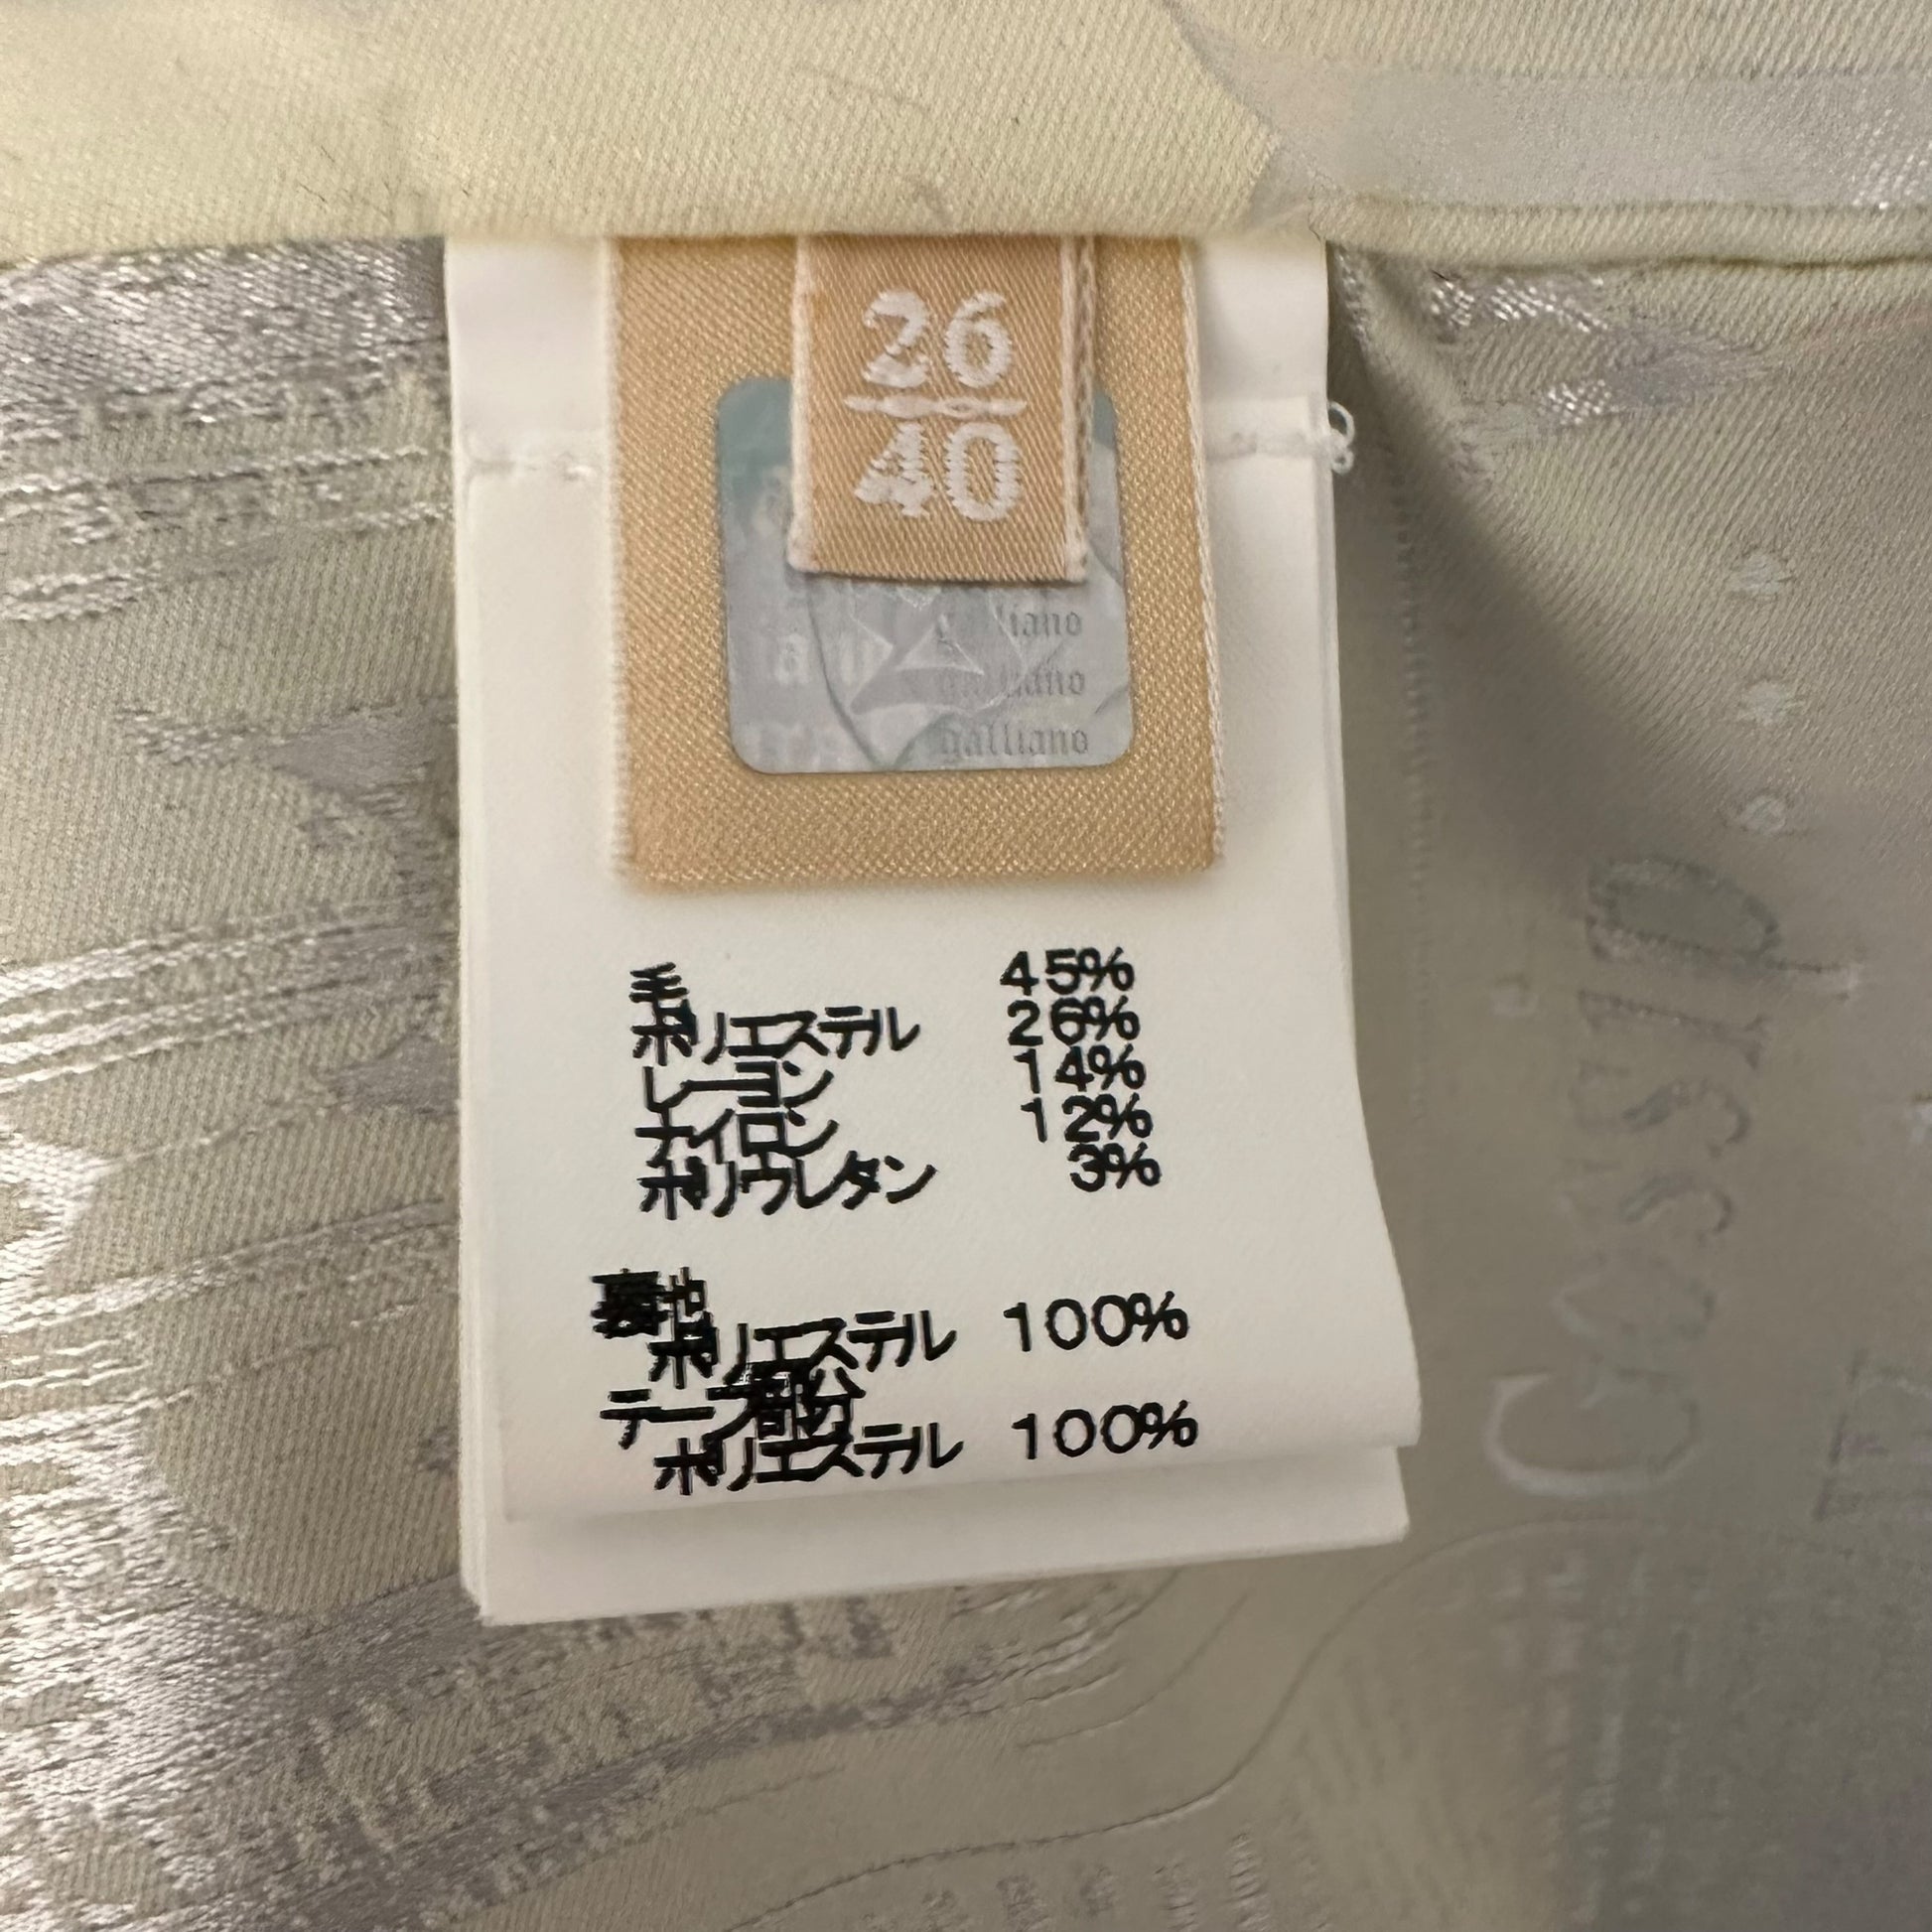 26
40
galliano
galliano
galliano
毛 45%
ポリエステル 26%
レーヨン 14%
ナイロン 12%
ポリウレタン 3%
裏地
ポリエステル 100%
テープ部分
ポリエステル 100%
GOSSIP